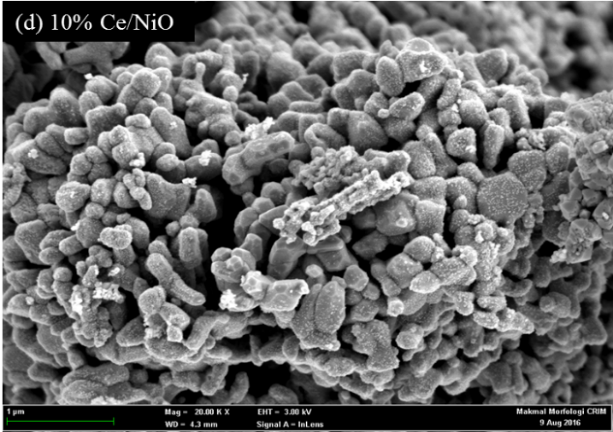 (d) 10% Ce/NiO
1 µm
Mag = 20.00 K X
EHT = 3.00 kV
Makmal Morfologi CRIM
WD = 4.3 mm
Signal A = InLens
9 Aug 2016